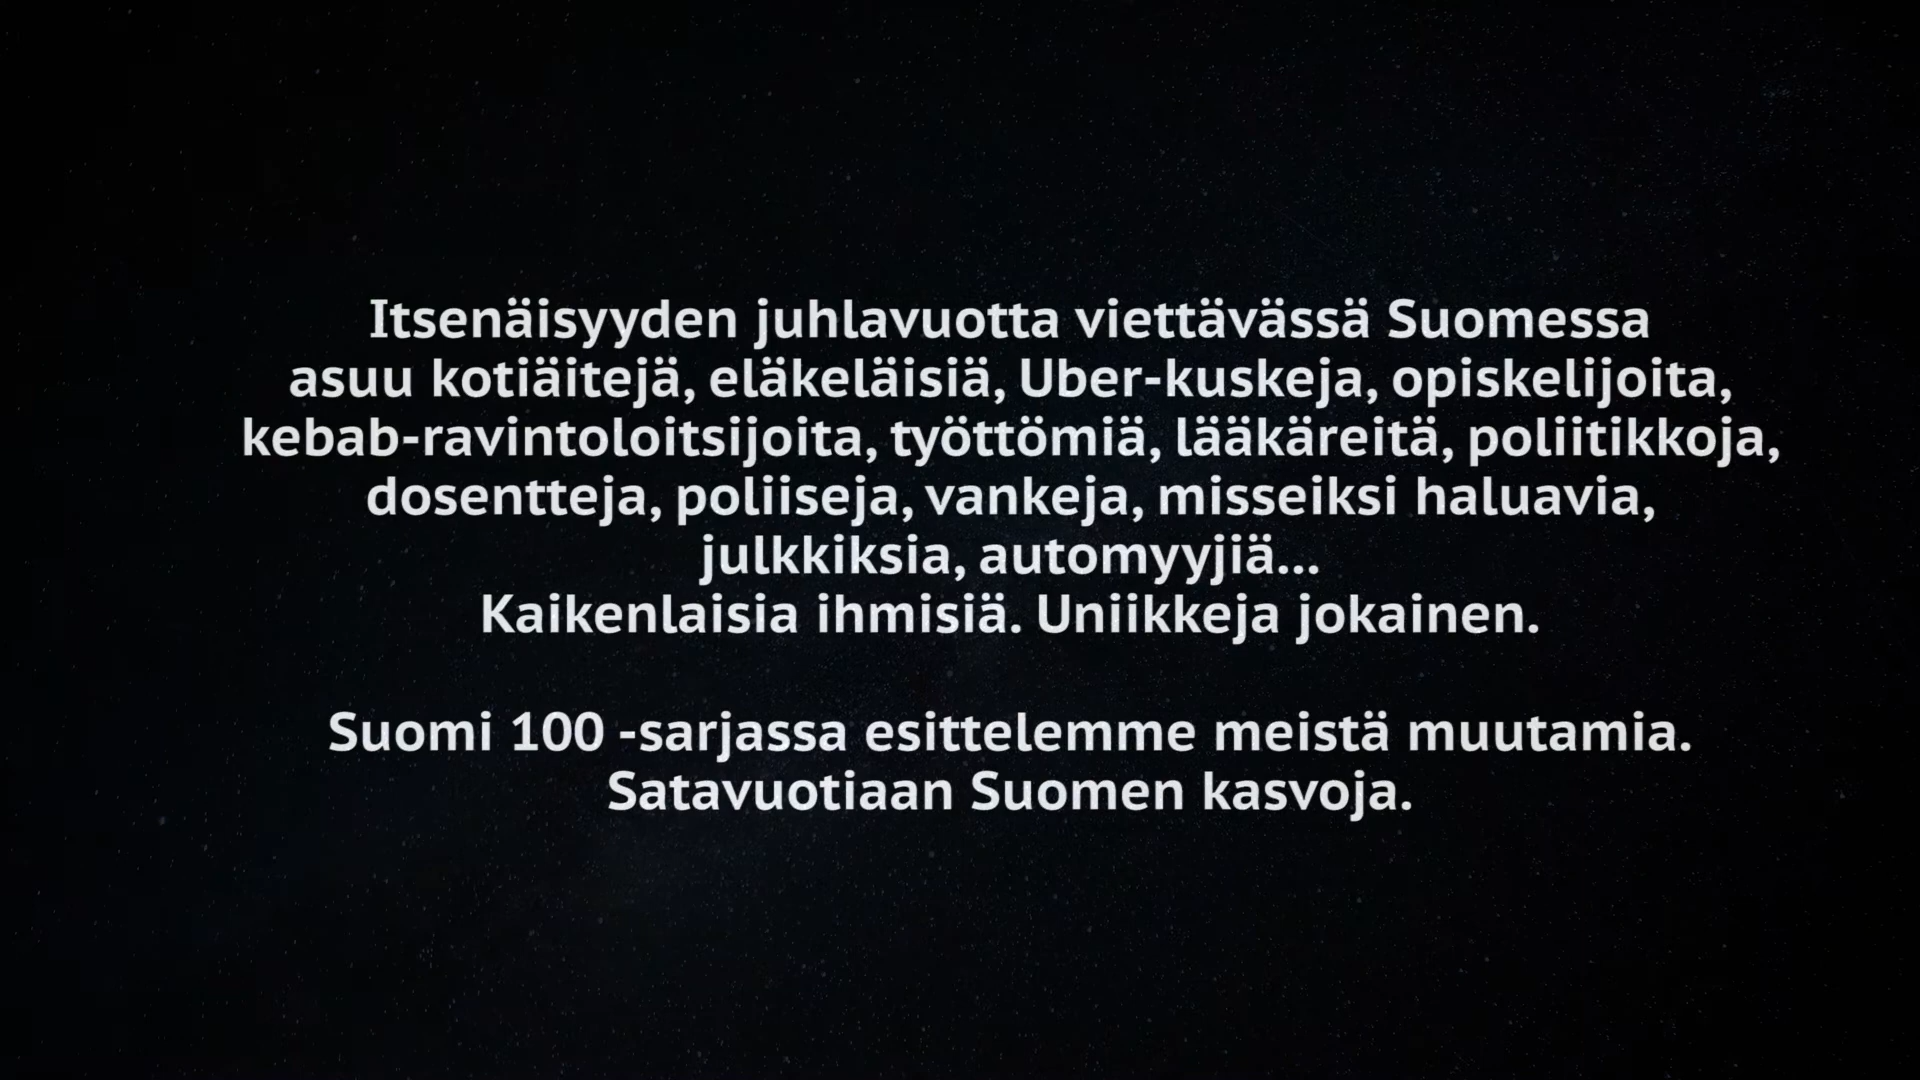 Itsenäisyyden juhlavuotta viettävässä Suomessa
asuu kotiäitejä, eläkeläisiä, Uber-kuskeja, opiskelijoita,
kebab-ravintoloitsijoita, työttömiä, lääkäreitä, poliitikkoja,
dosentteja, poliiseja, vankeja, misseiksi haluavia,
julkkiksia, automyyjiä...
Kaikenlaisia ihmisiä. Uniikkeja jokainen.
Suomi 100 -sarjassa esittelemme meistä muutamia.
Satavuotiaan Suomen kasvoja.